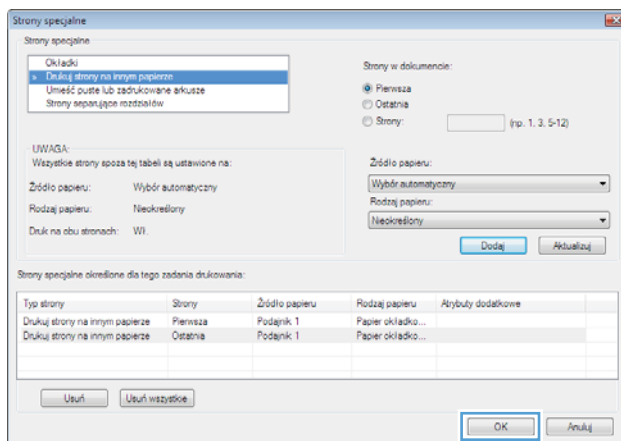 Strony specjalne
Strony specjalne
Okładki
» Drukuj strony na innym papierze
Umieść puste lub zadrukowane arkusze
Strony separujące rozdziałów
Strony w dokumencie:
Pierwsza
Ostatnia
Strony: (np. 1, 3, 5-12)
UWAGA:
Wszystkie strony spoza tej tabeli są ustawione na:
Źródło papieru: Wybór automatyczny
Rodzaj papieru: Nieokreślony
Druk na obu stronach: Wł.
Źródło papieru:
Wybór automatyczny
Rodzaj papieru:
Nieokreślony
Dodaj Aktualizuj
Strony specjalne określone dla tego zadania drukowania:
Typ strony Strony Źródło papieru Rodzaj papieru Atrybuty dodatkowe
Drukuj strony na innym papierze Pierwsza Podajnik 1 Papier okładko...
Drukuj strony na innym papierze Ostatnia Podajnik 1 Papier okładko...
Usuń Usuń wszystkie
OK Anuluj